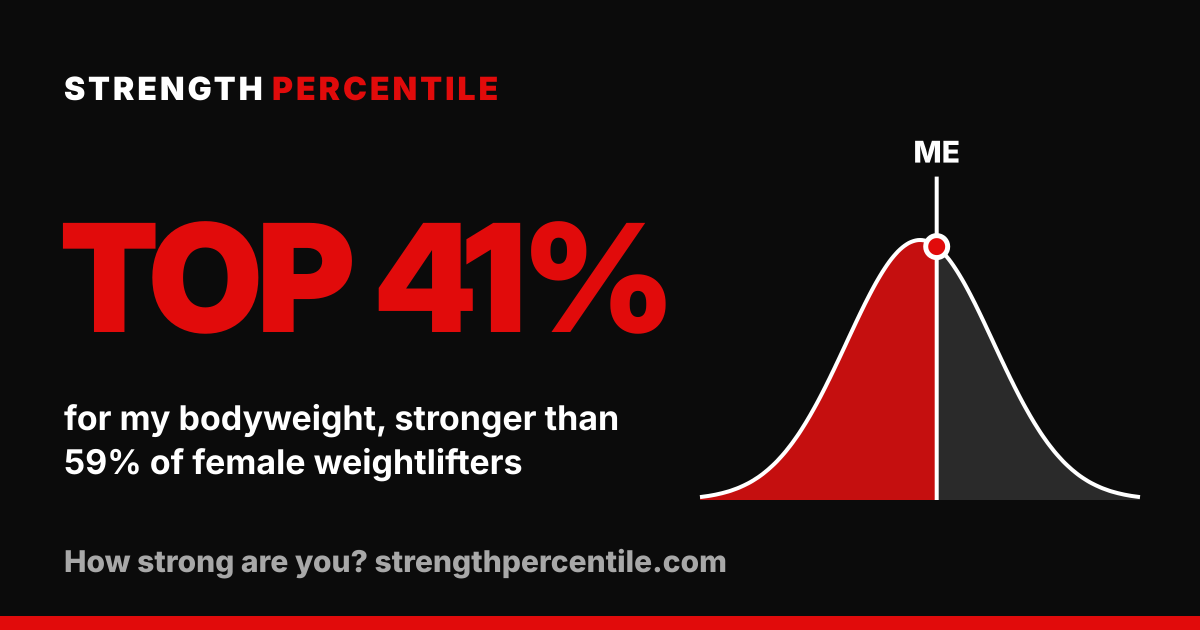 STRENGTH PERCENTILE
ME
TOP 41%
for my bodyweight, stronger than
59% of female weightlifters
How strong are you? strengthpercentile.com